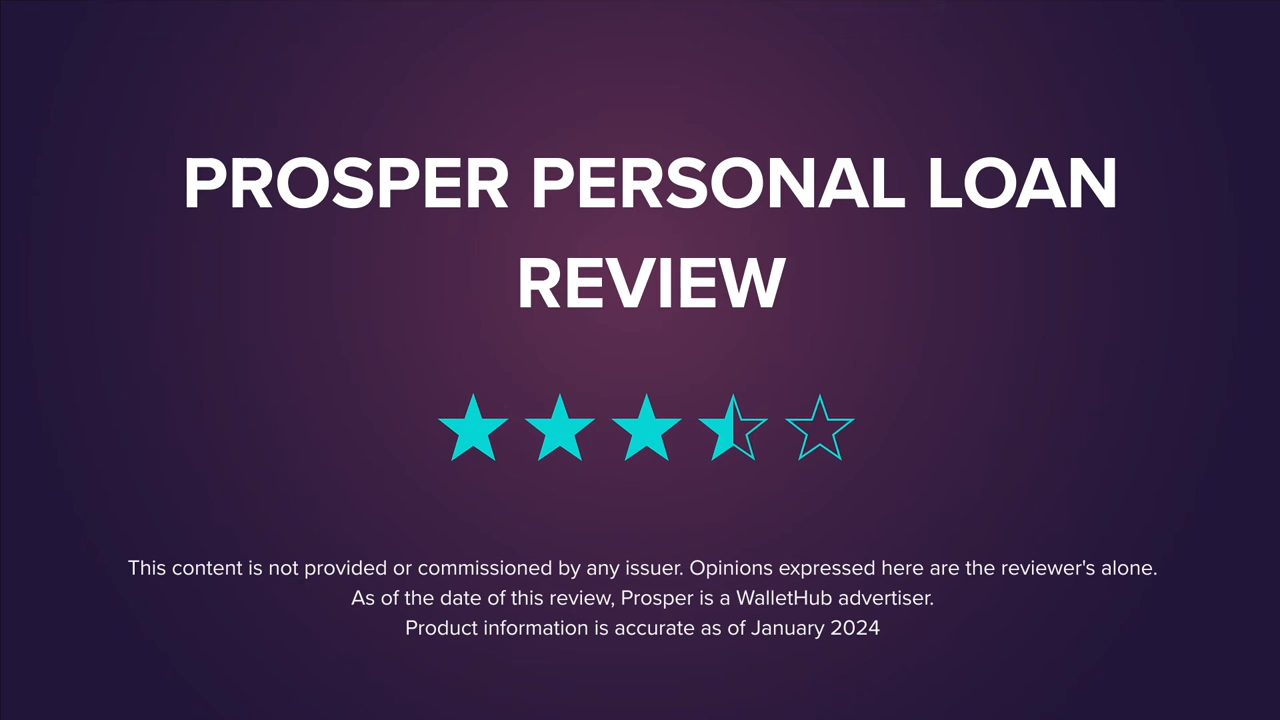 PROSPER PERSONAL LOAN
REVIEW
This content is not provided or commissioned by any issuer. Opinions expressed here are the reviewer's alone.
As of the date of this review, Prosper is a WalletHub advertiser.
Product information is accurate as of January 2024